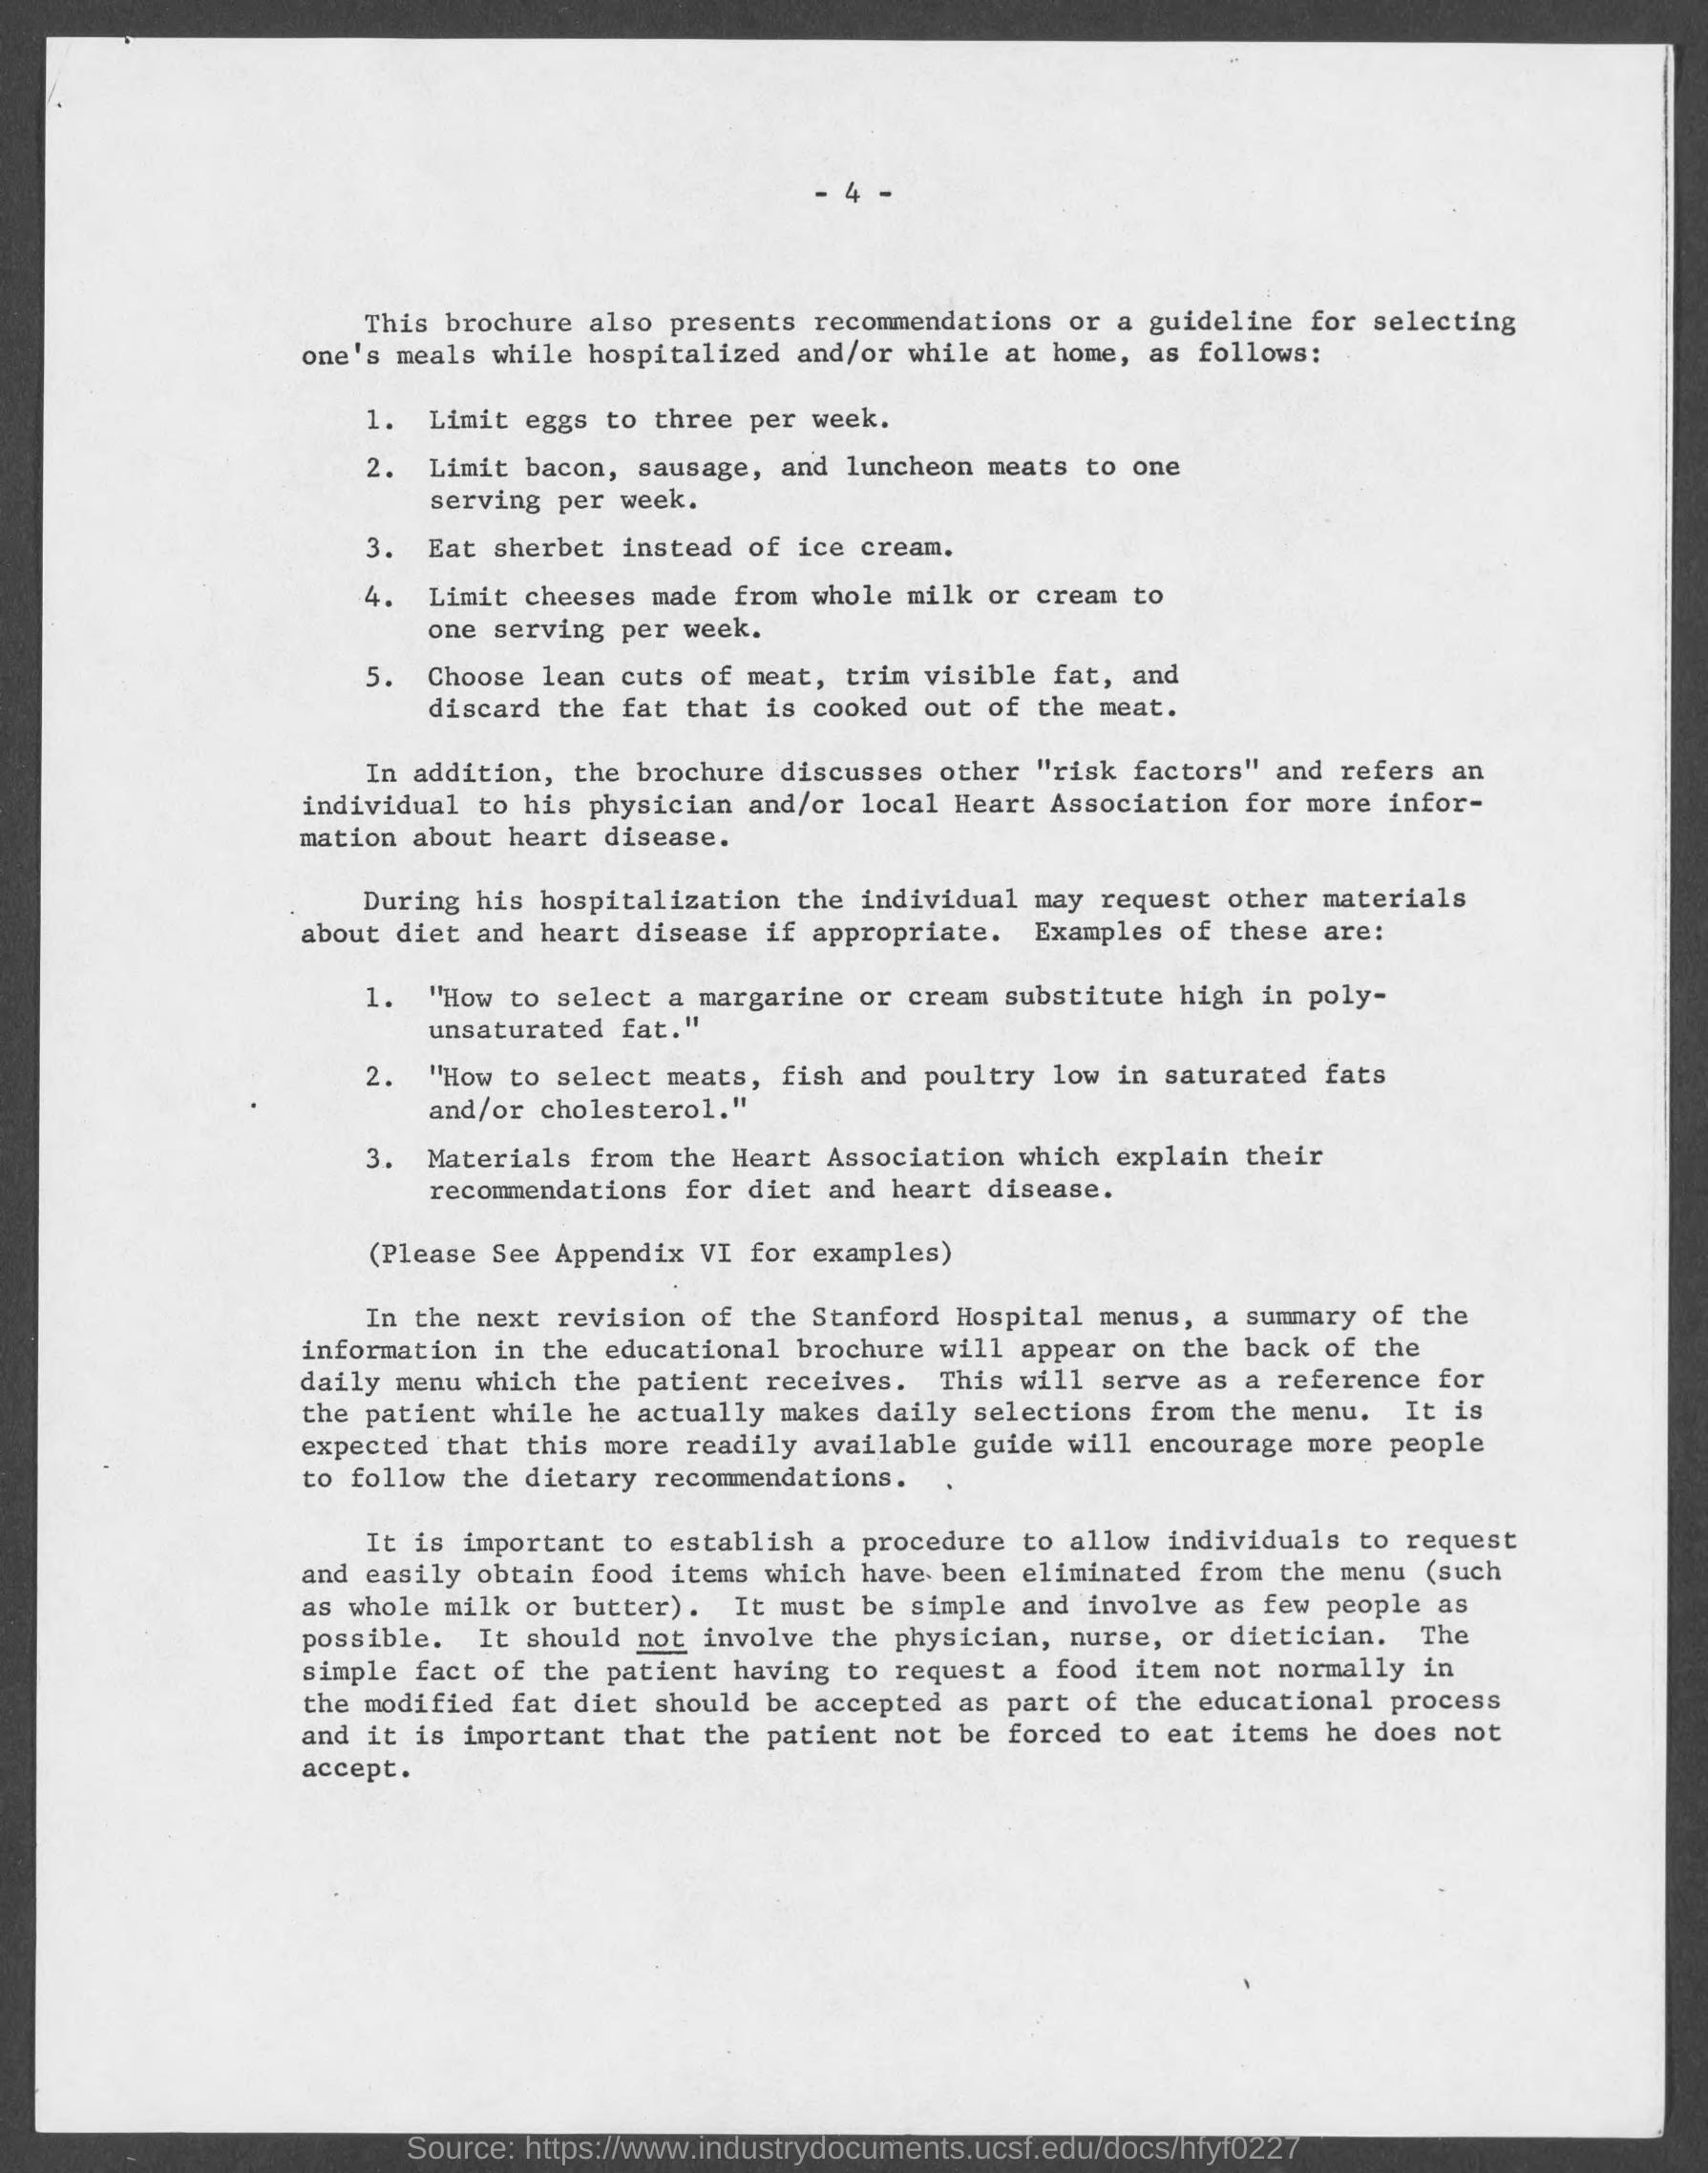 - 4 -
This brochure also presents recommendations or a guideline for selecting
one's meals while hospitalized and/or while at home, as follows:
1. Limit eggs to three per week.
2. Limit bacon, sausage, and luncheon meats to one
serving per week.
3. Eat sherbet instead of ice cream.
4. Limit cheeses made from whole milk or cream to
one serving per week.
5. Choose lean cuts of meat, trim visible fat, and
discard the fat that is cooked out of the meat.
In addition, the brochure discusses other "risk factors" and refers an
individual to his physician and/or local Heart Association for more infor-
mation about heart disease.
During his hospitalization the individual may request other materials
about diet and heart disease if appropriate. Examples of these are:
1. "How to select a margarine or cream substitute high in poly-
unsaturated fat."
2. "How to select meats, fish and poultry low in saturated fats
and/or cholesterol."
3. Materials from the Heart Association which explain their
recommendations for diet and heart disease.
(Please See Appendix VI for examples)
In the next revision of the Stanford Hospital menus, a summary of the
information in the educational brochure will appear on the back of the
daily menu which the patient receives. This will serve as a reference for
the patient while he actually makes daily selections from the menu. It is
expected that this more readily available guide will encourage more people
to follow the dietary recommendations.
It is important to establish a procedure to allow individuals to request
and easily obtain food items which have been eliminated from the menu (such
as whole milk or butter). It must be simple and involve as few people as
possible. It should not involve the physician, nurse, or dietician. The
simple fact of the patient having to request a food item not normally in
the modified fat diet should be accepted as part of the educational process
and it is important that the patient not be forced to eat items he does not
accept.
Source: https://www.industrydocuments.ucsf.edu/docs/hfyf0227